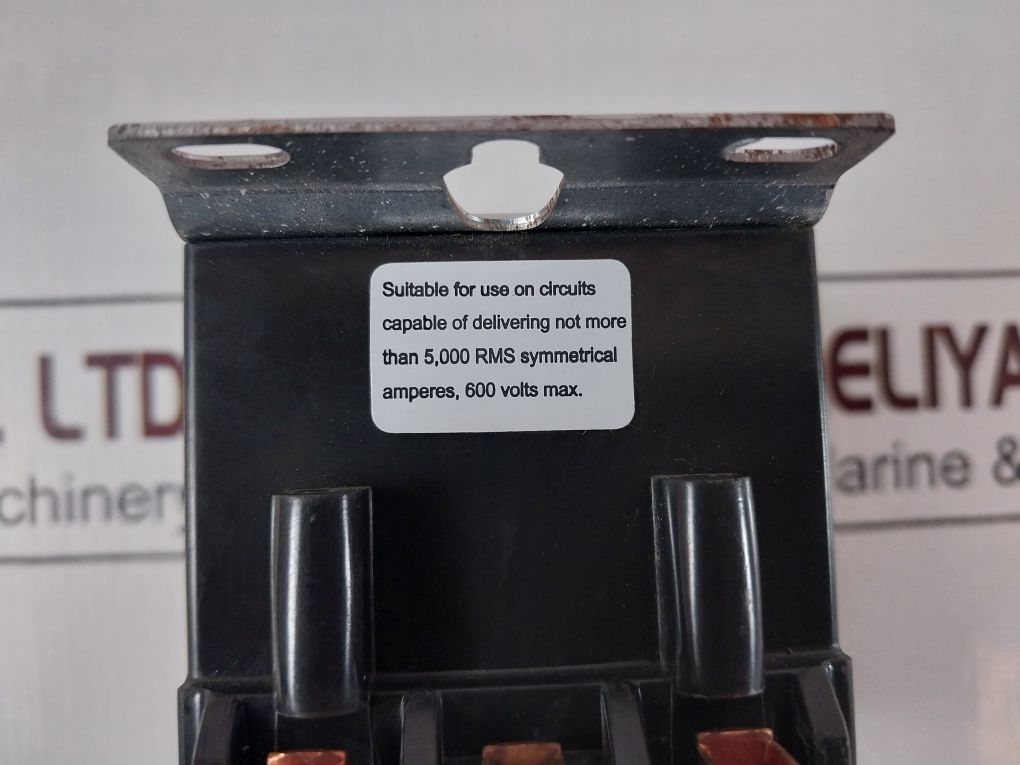 Suitable for use on circuits
capable of delivering not more
than 5,000 RMS symmetrical
amperes, 600 volts max.
. LTD
ELIYA
chinery
arine &